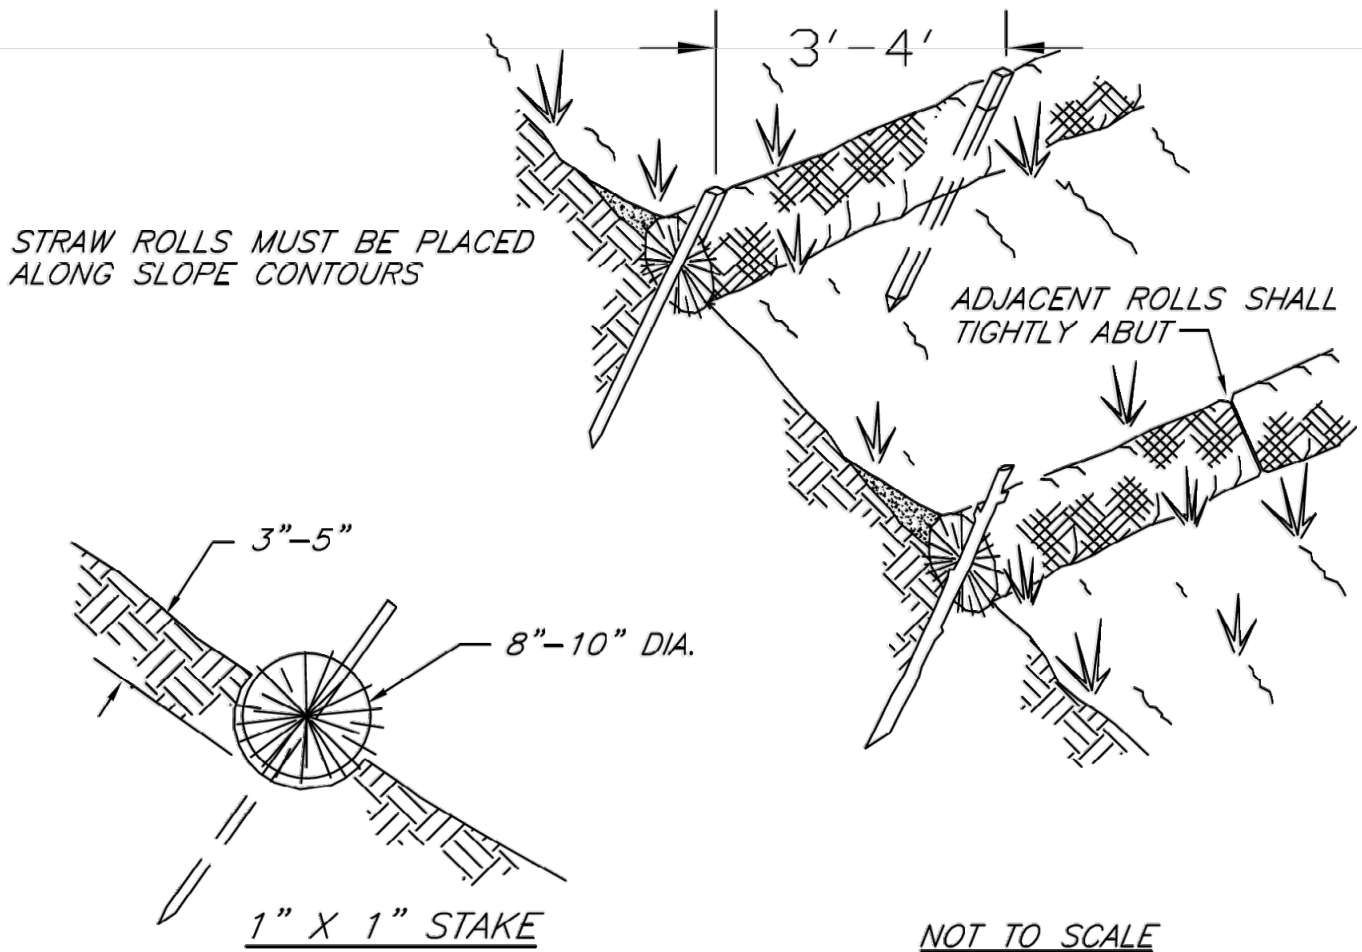 3'-4'
STRAW ROLLS MUST BE PLACED
ALONG SLOPE CONTOURS
ADJACENT ROLLS SHALL
TIGHTLY ABUT
3”-5”
8”-10” DIA.
1” X 1” STAKE
NOT TO SCALE